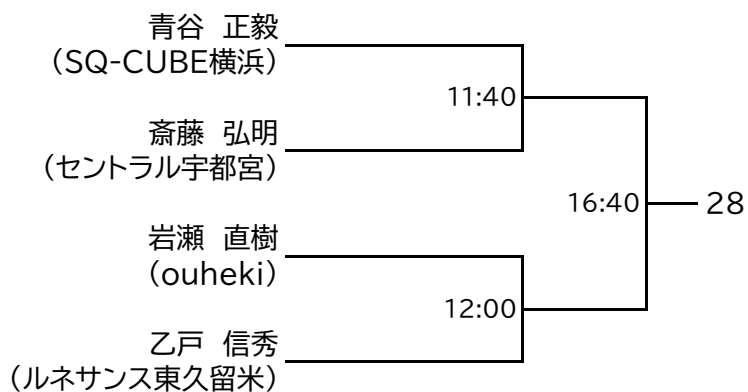 青谷　正毅
（SQ-CUBE横浜）
11:40
斎藤　弘明
（セントラル宇都宮）
16:40
28
岩瀬　直樹
（ouheki）
12:00
乙戸　信秀
（ルネサンス東久留米）